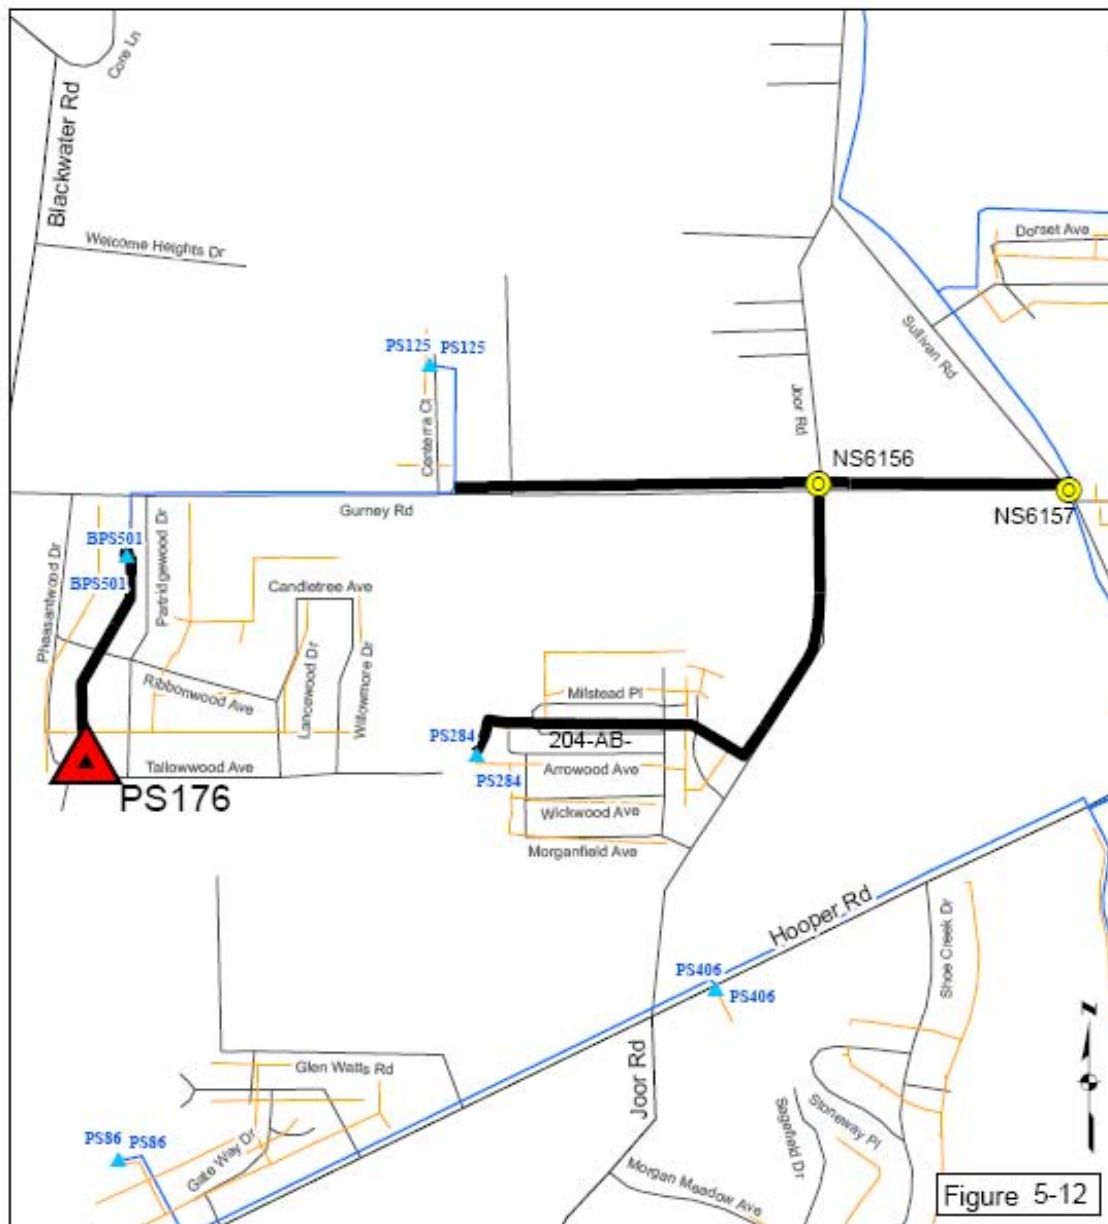 Core Ln
Blackwater Rd
Welcome Heights Dr
Dorset Ave
Sullivan Rd
PS125 PS125
Centerra Ct
Joor Rd
NS6156
NS6157
Gurney Rd
BPS501
BPS501
Pheasantwood Dr
Partridgewood Dr
Candletree Ave
Lancewood Dr
Willowmore Dr
Ribbonwood Ave
Tallowwood Ave
PS176
PS284
PS284
Milstead Pl
204-AB-
Arrowood Ave
Wickwood Ave
Morganfield Ave
Hooper Rd
Shoe Creek Dr
PS406
PS406
Joor Rd
Glen Watts Rd
Gate Way Dr
PS86 PS86
Stoneway Pl
Sagefield Dr
Morgan Meadow Ave
Z
Figure 5-12